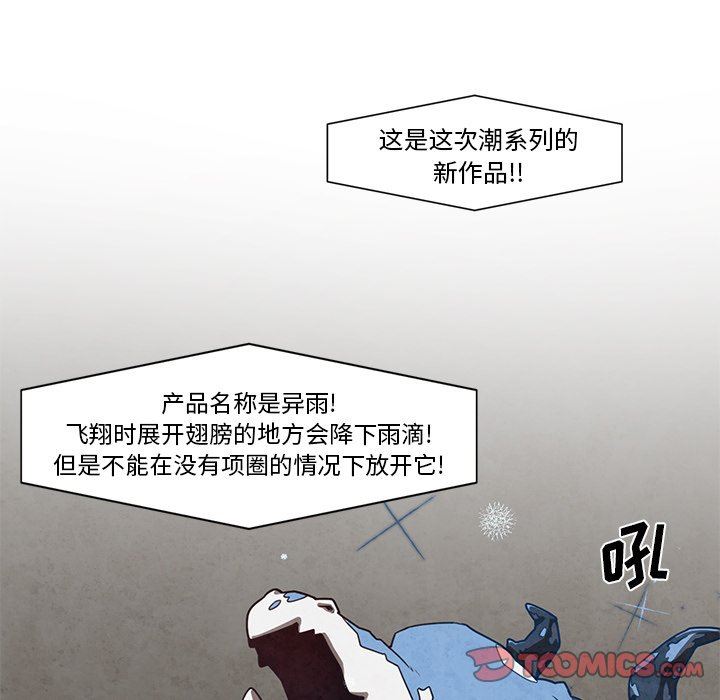 这是这次潮系列的
新作品!!
产品名称是异雨!
飞翔时展开翅膀的地方会降下雨滴!
但是不能在没有项圈的情况下放开它!
吼
TOOMICS.COM